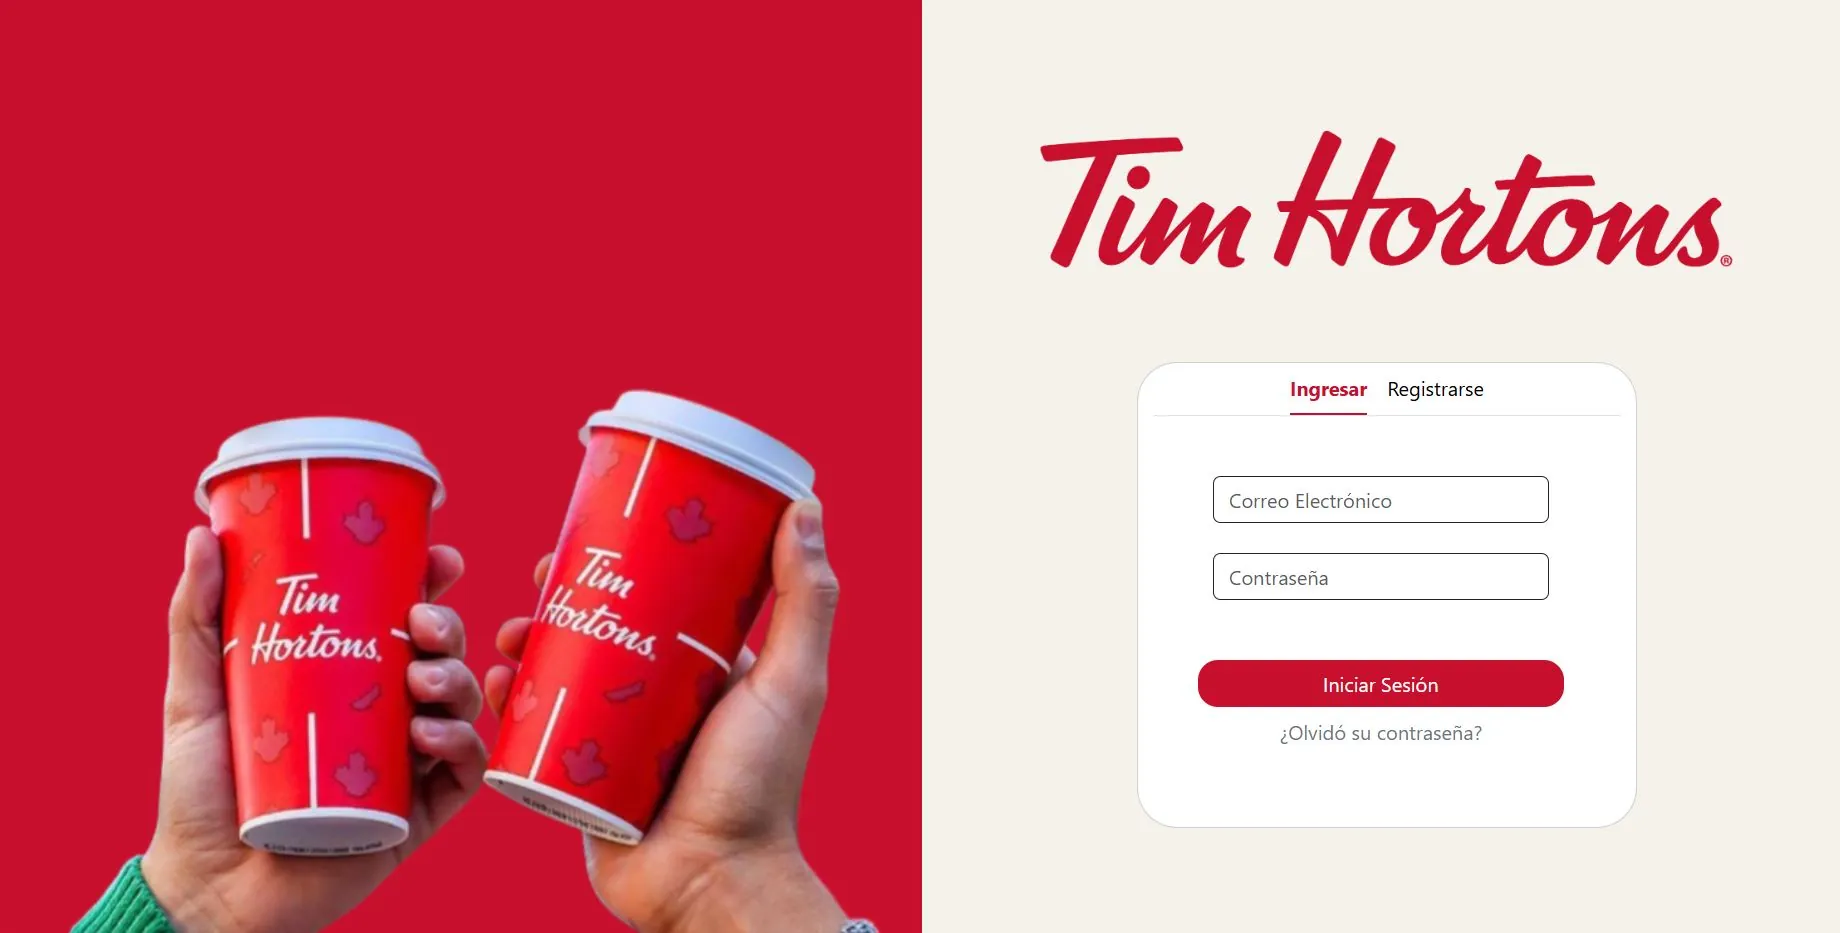 Tim Hortons®
Ingresar Registrarse
Correo Electrónico
Contraseña
Iniciar Sesión
¿Olvidó su contraseña?
Tim
Hortons.
Tim
Hortons.